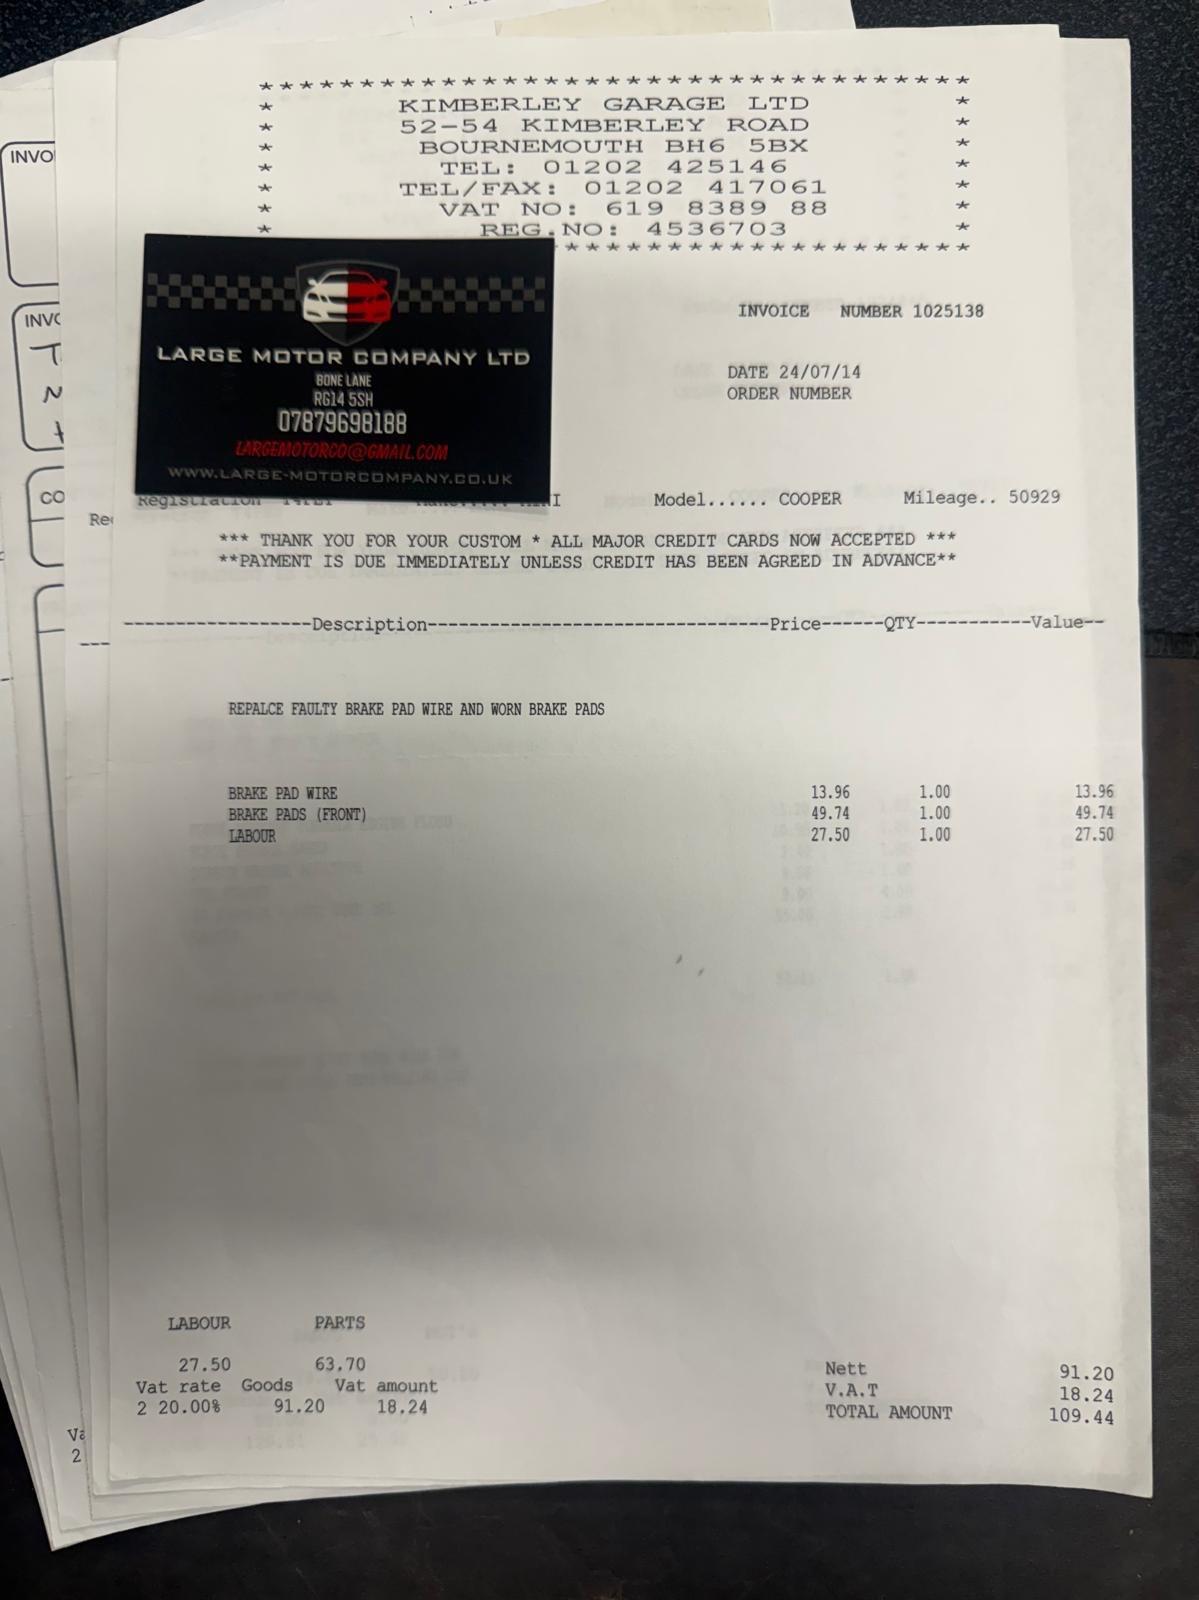 * * * * * * * * * * * * * * * * * * * * * * * * * * * * * * * * * * *
* KIMBERLEY GARAGE LTD *
* 52-54 KIMBERLEY ROAD *
* BOURNEMOUTH BH6 5BX *
* TEL: 01202 425146 *
* TEL/FAX: 01202 417061 *
* VAT NO: 619 8389 88 *
* REG.NO: 4536703 *
* * * * * * * * * * * * * * * * * * * * *
LARGE MOTOR COMPANY LTD
BONE LANE
RG14 5SH
07879698188
LARGEMOTORCO@GMAIL.COM
WWW.LARGE-MOTORCOMPANY.CO.UK
INVOICE NUMBER 1025138
DATE 24/07/14
ORDER NUMBER
Registration Model...... COOPER Mileage.. 50929
*** THANK YOU FOR YOUR CUSTOM * ALL MAJOR CREDIT CARDS NOW ACCEPTED ***
**PAYMENT IS DUE IMMEDIATELY UNLESS CREDIT HAS BEEN AGREED IN ADVANCE**
------------------Description---------------------------------Price------QTY-----------Value--
REPALCE FAULTY BRAKE PAD WIRE AND WORN BRAKE PADS
BRAKE PAD WIRE 13.96 1.00 13.96
BRAKE PADS (FRONT) 49.74 1.00 49.74
LABOUR 27.50 1.00 27.50
LABOUR PARTS
27.50 63.70
Vat rate Goods Vat amount
2 20.00% 91.20 18.24
Nett 91.20
V.A.T 18.24
TOTAL AMOUNT 109.44
INVO
INVO
CO
Re
Va
2